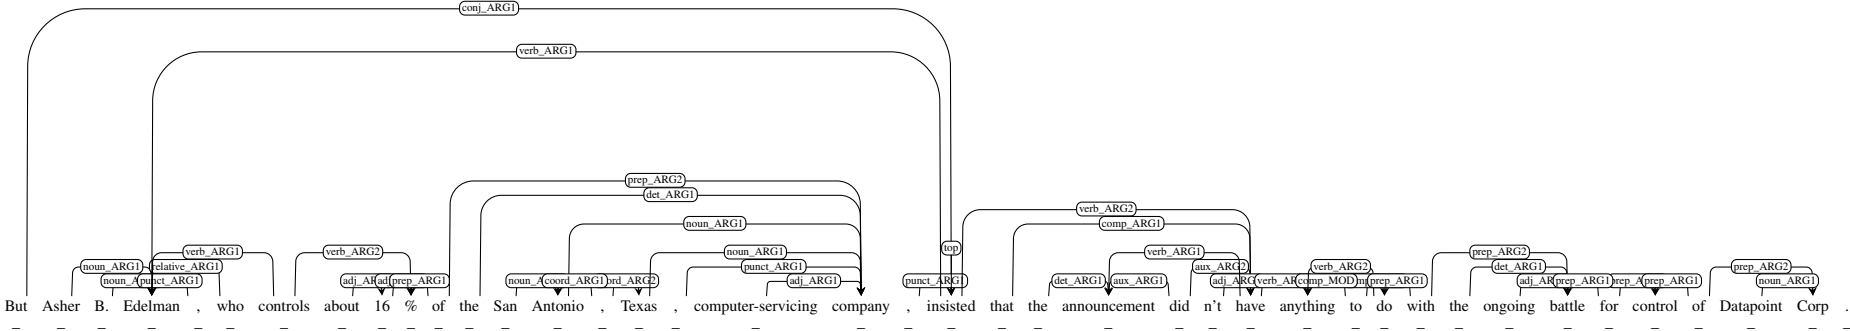 conj_ARG1
verb_ARG1
prep_ARG2
det_ARG1
verb_ARG2
noun_ARG1 comp_ARG1
top
verb_ARG1 verb_ARG2 noun_ARG1 verb_ARG1 prep_ARG2
noun_ARG1 relative_ARG1 punct_ARG1 aux_ARG2 verb_ARG2 det_ARG1 prep_ARG2
punct_ARG1 prep_ARG1 coord_ARG1 adj_ARG1 punct_ARG1 det_ARG1 aux_ARG1 comp_MOD prep_ARG1 prep_ARG1 prep_ARG1 noun_ARG1
But Asher B. Edelman , who controls about 16 % of the San Antonio , Texas , computer-servicing company , insisted that the announcement did n't have anything to do with the ongoing battle for control of Datapoint Corp .